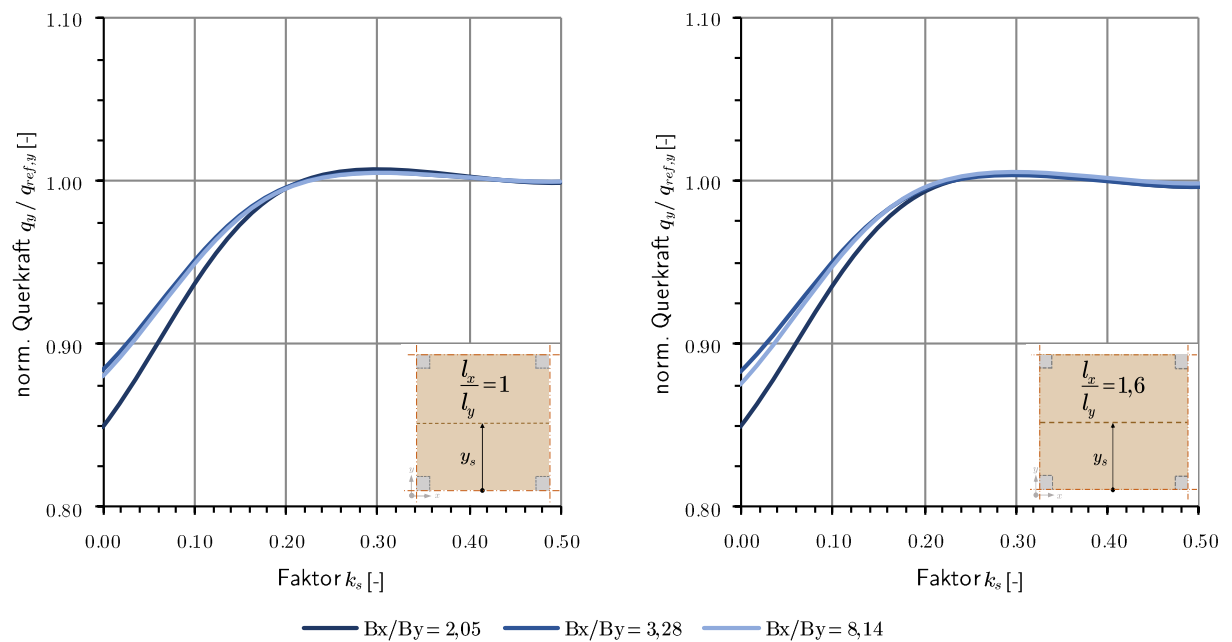 norm. Querkraft q_y / q_ref,y [-]
1.10
1.00
0.90
0.80
0.00 0.10 0.20 0.30 0.40 0.50
Faktor k_s [-]
l_x
l_y
=1
y_s
y
x
norm. Querkraft q_y / q_ref,y [-]
1.10
1.00
0.90
0.80
0.00 0.10 0.20 0.30 0.40 0.50
Faktor k_s [-]
l_x
l_y
=1,6
y_s
y
x
Bx/By = 2,05 Bx/By = 3,28 Bx/By = 8,14